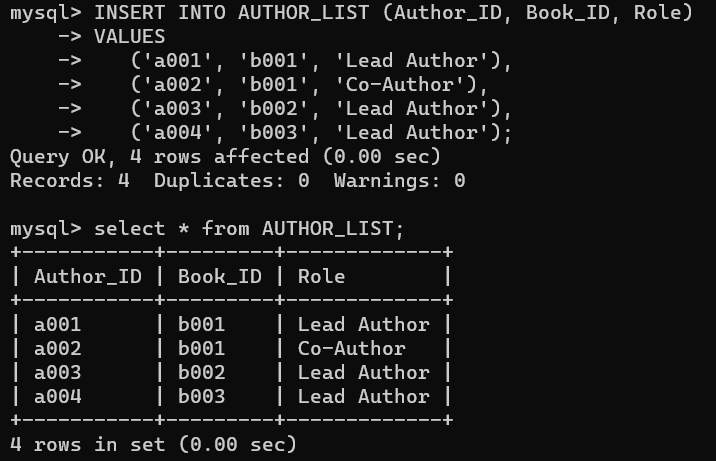 mysql> INSERT INTO AUTHOR_LIST (Author_ID, Book_ID, Role)
    -> VALUES
    ->    ('a001', 'b001', 'Lead Author'),
    ->    ('a002', 'b001', 'Co-Author'),
    ->    ('a003', 'b002', 'Lead Author'),
    ->    ('a004', 'b003', 'Lead Author');
Query OK, 4 rows affected (0.00 sec)
Records: 4  Duplicates: 0  Warnings: 0

mysql> select * from AUTHOR_LIST;
+-----------+---------+-------------+
| Author_ID | Book_ID | Role        |
+-----------+---------+-------------+
| a001      | b001    | Lead Author |
| a002      | b001    | Co-Author   |
| a003      | b002    | Lead Author |
| a004      | b003    | Lead Author |
+-----------+---------+-------------+
4 rows in set (0.00 sec)